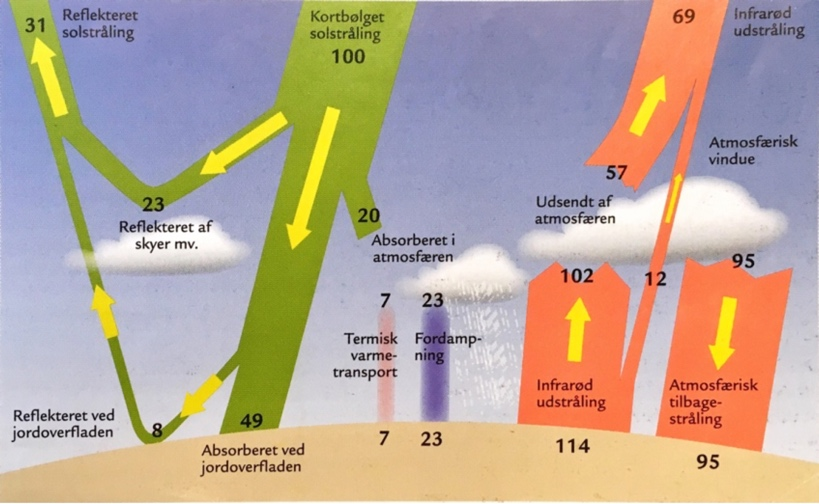 31
Reflekteret
solstråling
Kortbølget
solstråling
100
69
Infrarød
udstråling
Atmosfærisk
vindue
57
23
Reflekteret af
skyer mv.
20
Absorberet i
atmosfæren
Udsendt af
atmosfæren
102
12
95
7
23
Termisk
varme-
transport
Fordamp-
ning
Infrarød
udstråling
Atmosfærisk
tilbage-
stråling
Reflekteret ved
jordoverfladen
8
49
Absorberet ved
jordoverfladen
7
23
114
95